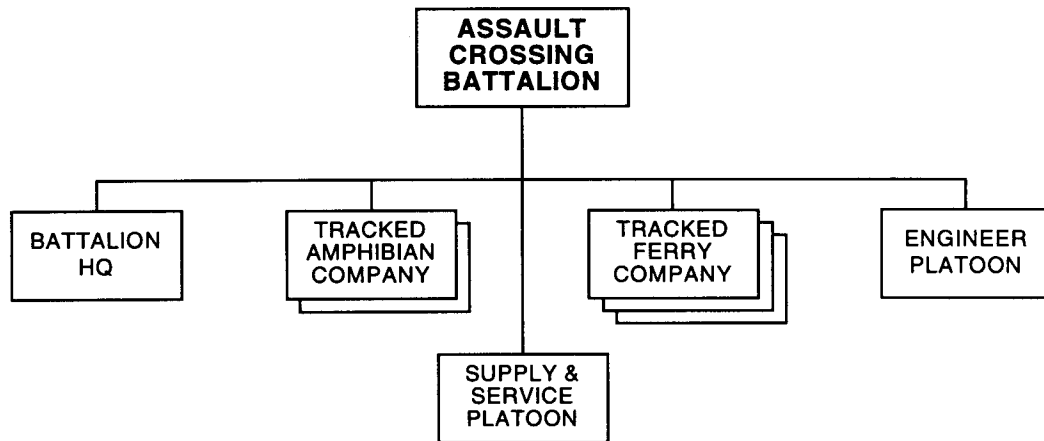 ASSAULT
CROSSING
BATTALION
BATTALION
HQ
TRACKED
AMPHIBIAN
COMPANY
TRACKED
FERRY
COMPANY
ENGINEER
PLATOON
SUPPLY &
SERVICE
PLATOON